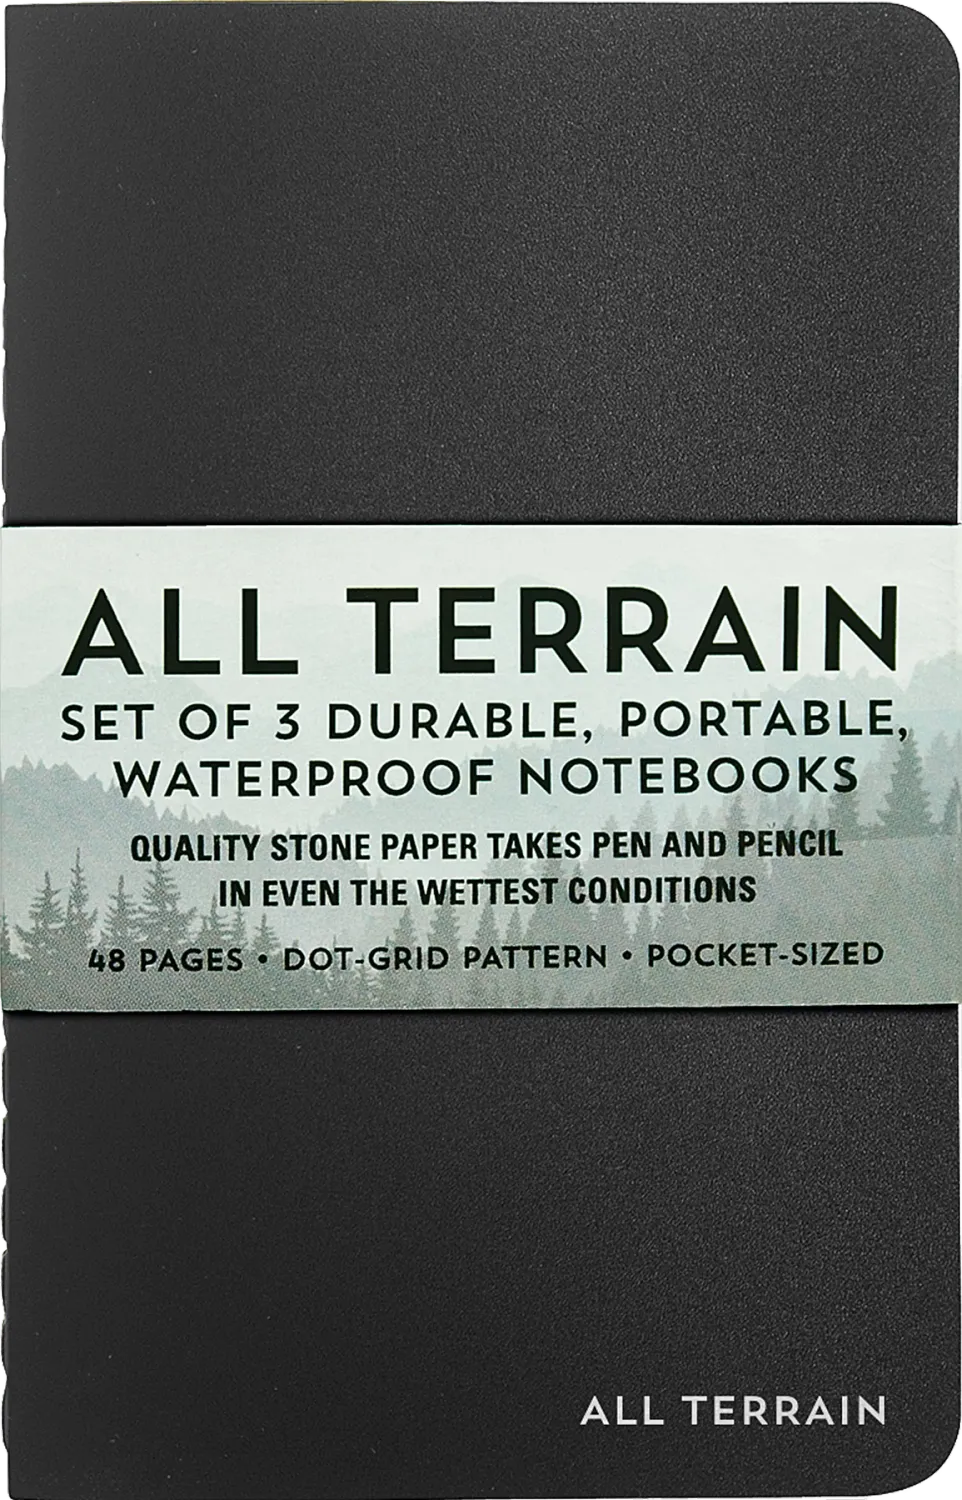 ALL TERRAIN
SET OF 3 DURABLE, PORTABLE,
WATERPROOF NOTEBOOKS
QUALITY STONE PAPER TAKES PEN AND PENCIL
IN EVEN THE WETTEST CONDITIONS
48 PAGES • DOT-GRID PATTERN • POCKET-SIZED
ALL TERRAIN